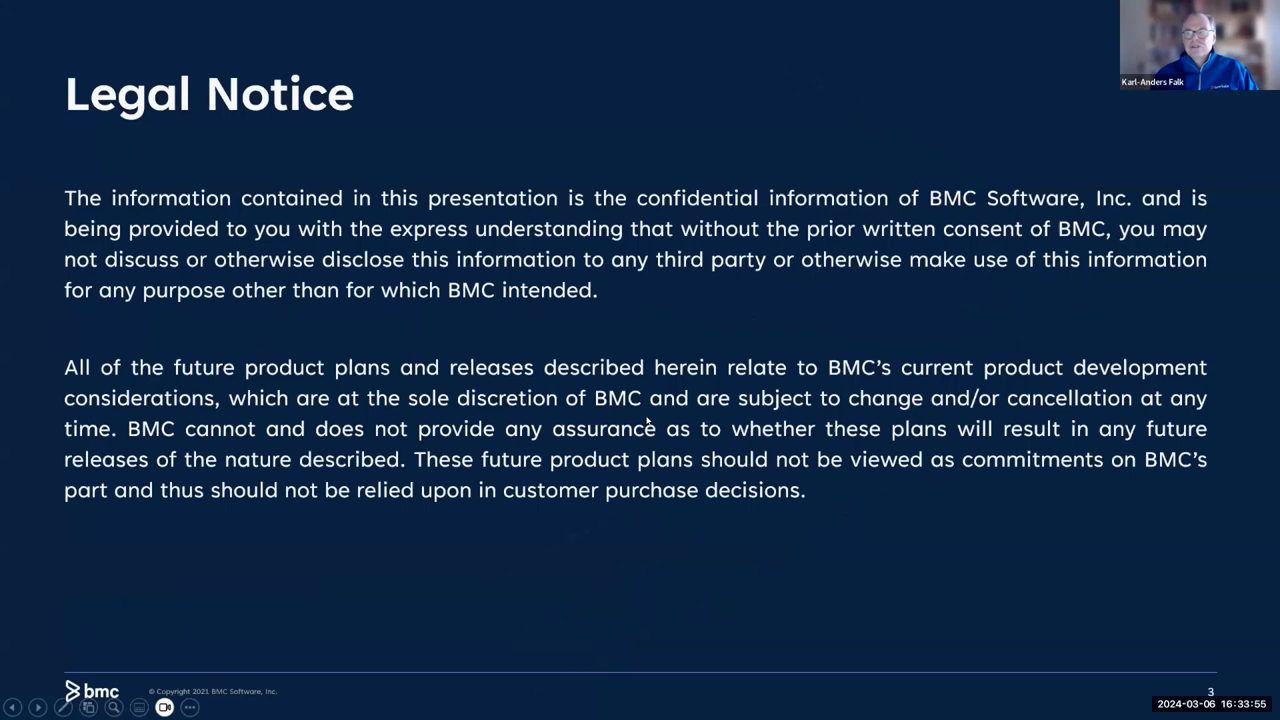 Legal Notice
Karl-Anders Falk
The information contained in this presentation is the confidential information of BMC Software, Inc. and is
being provided to you with the express understanding that without the prior written consent of BMC, you may
not discuss or otherwise disclose this information to any third party or otherwise make use of this information
for any purpose other than for which BMC intended.
All of the future product plans and releases described herein relate to BMC’s current product development
considerations, which are at the sole discretion of BMC and are subject to change and/or cancellation at any
time. BMC cannot and does not provide any assurance as to whether these plans will result in any future
releases of the nature described. These future product plans should not be viewed as commitments on BMC’s
part and thus should not be relied upon in customer purchase decisions.
bmc
© Copyright 2021 BMC Software, Inc.
3
2024-03-06 16:33:55